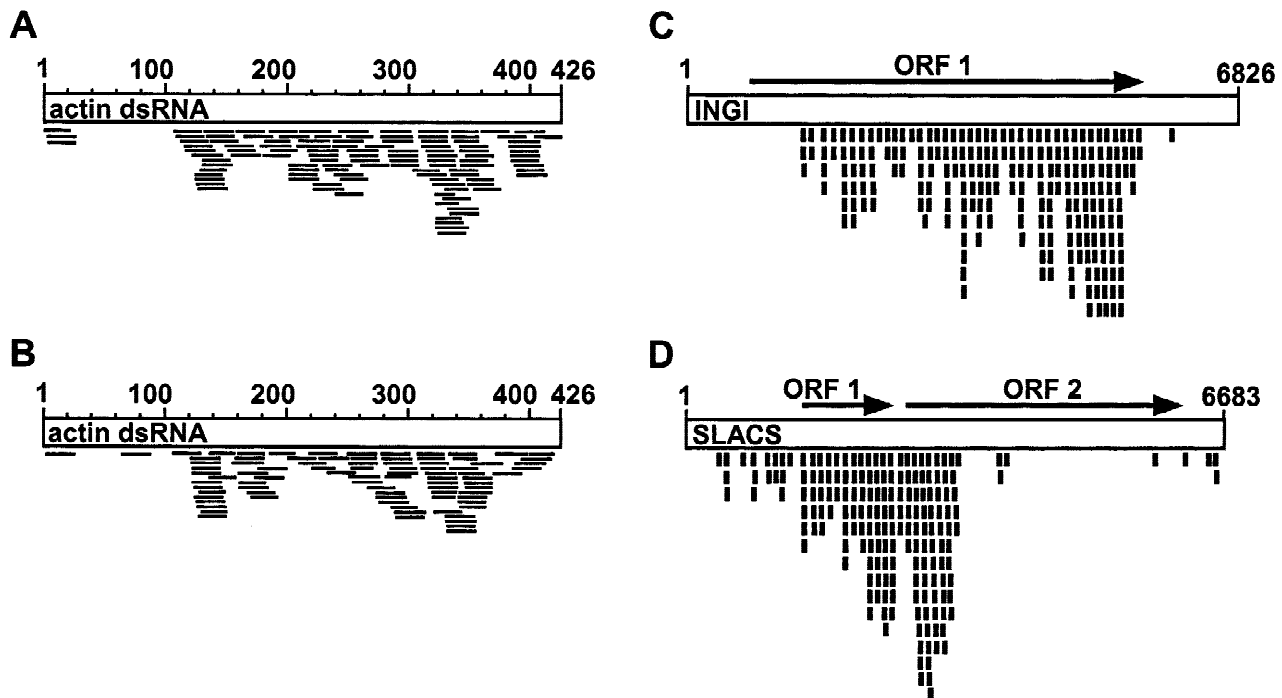 A
1 100 200 300 400 426
actin dsRNA
B
1 100 200 300 400 426
actin dsRNA
C
1 ORF 1 6826
INGI
D
1 ORF 1 ORF 2 6683
SLACS